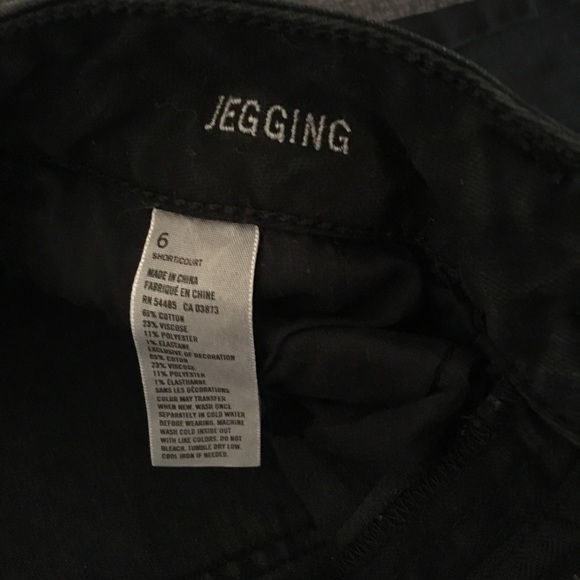 JEGGING
6
SHORT/COURT
MADE IN CHINA
FABRIQUÉ EN CHINE
RN 54485 CA 03873
65% COTTON
23% VISCOSE
11% POLYESTER
1% ELASTANE
EXCLUSIVE OF DECORATION
65% COTON
23% VISCOSE
11% POLYESTER
1% ÉLASTHANNE
SANS LES DÉCORATIONS
COLOR MAY TRANSFER
WHEN NEW. WASH ONCE
SEPARATELY IN COLD WATER
BEFORE WEARING. MACHINE
WASH COLD INSIDE OUT
WITH LIKE COLORS. DO NOT
BLEACH. TUMBLE DRY LOW.
COOL IRON IF NEEDED.